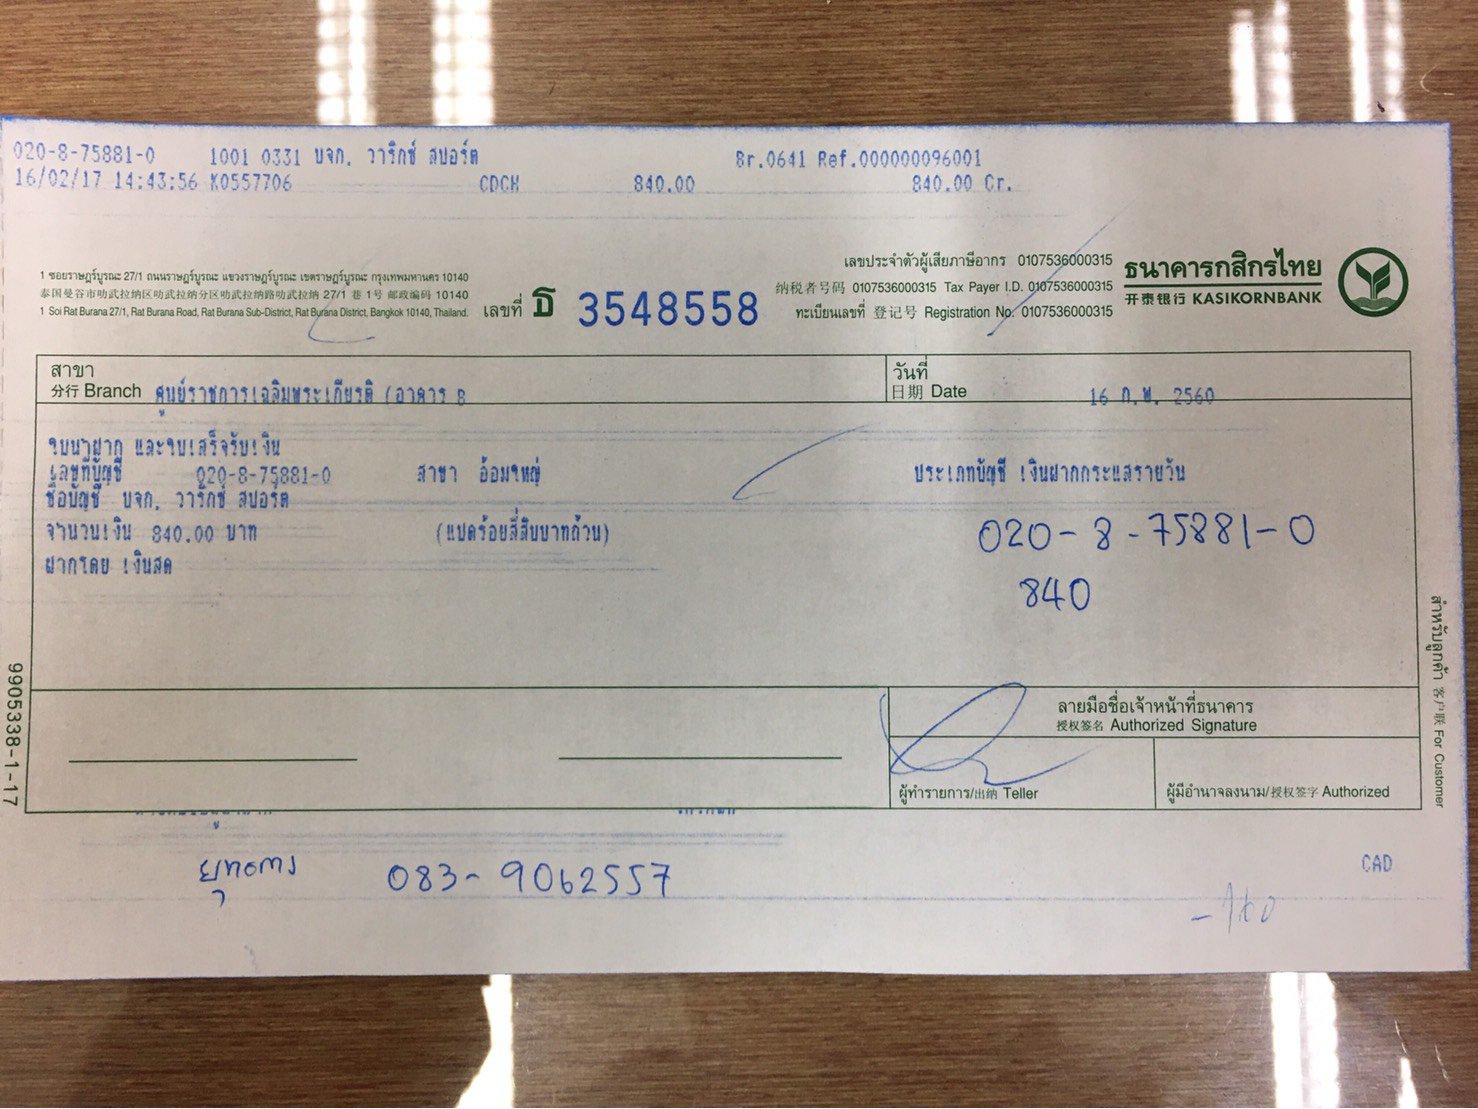 020-8-75881-0 1001 0331 บจก. วาริกซ์ สปอร์ต Br.0641 Ref.000000096001
16/02/17 14:43:56 K0557706 CDCH 840.00 840.00 Cr.
1 ซอยราษฎร์บูรณะ 27/1 ถนนราษฎร์บูรณะ แขวงราษฎร์บูรณะ เขตราษฎร์บูรณะ กรุงเทพมหานคร 10140
泰国曼谷市叻武拉纳区叻武拉纳分区叻武拉纳路叻武拉纳 27/1 巷 1号 邮政编码 10140
1 Soi Rat Burana 27/1, Rat Burana Road, Rat Burana Sub-District, Rat Burana District, Bangkok 10140, Thailand.
เลขที่ ธ 3548558
เลขประจำตัวผู้เสียภาษีอากร 0107536000315
纳税者号码 0107536000315 Tax Payer I.D. 0107536000315
ทะเบียนเลขที่ 登记号 Registration No. 0107536000315
ธนาคารกสิกรไทย
开泰银行 KASIKORNBANK
สาขา
分行 Branch ศูนย์ราชการเฉลิมพระเกียรติ (อาคาร B
วันที่
日期 Date 16 ก.พ. 2560
ใบนำฝาก และใบเสร็จรับเงิน
เลขที่บัญชี 020-8-75881-0 สาขา อ้อมใหญ่ ประเภทบัญชี เงินฝากกระแสรายวัน
ชื่อบัญชี บจก. วาริกซ์ สปอร์ต
จำนวนเงิน 840.00 บาท (แปดร้อยสี่สิบบาทถ้วน)
ฝากโดย เงินสด
020-8-75881-0
840
ลายมือชื่อเจ้าหน้าที่ธนาคาร
授权签名 Authorized Signature
ผู้ทำรายการ/出纳 Teller
ผู้มีอำนาจลงนาม/授权签字 Authorized
สำหรับลูกค้า 客户联 For Customer
9905338-1-17
083-9062557
CAD